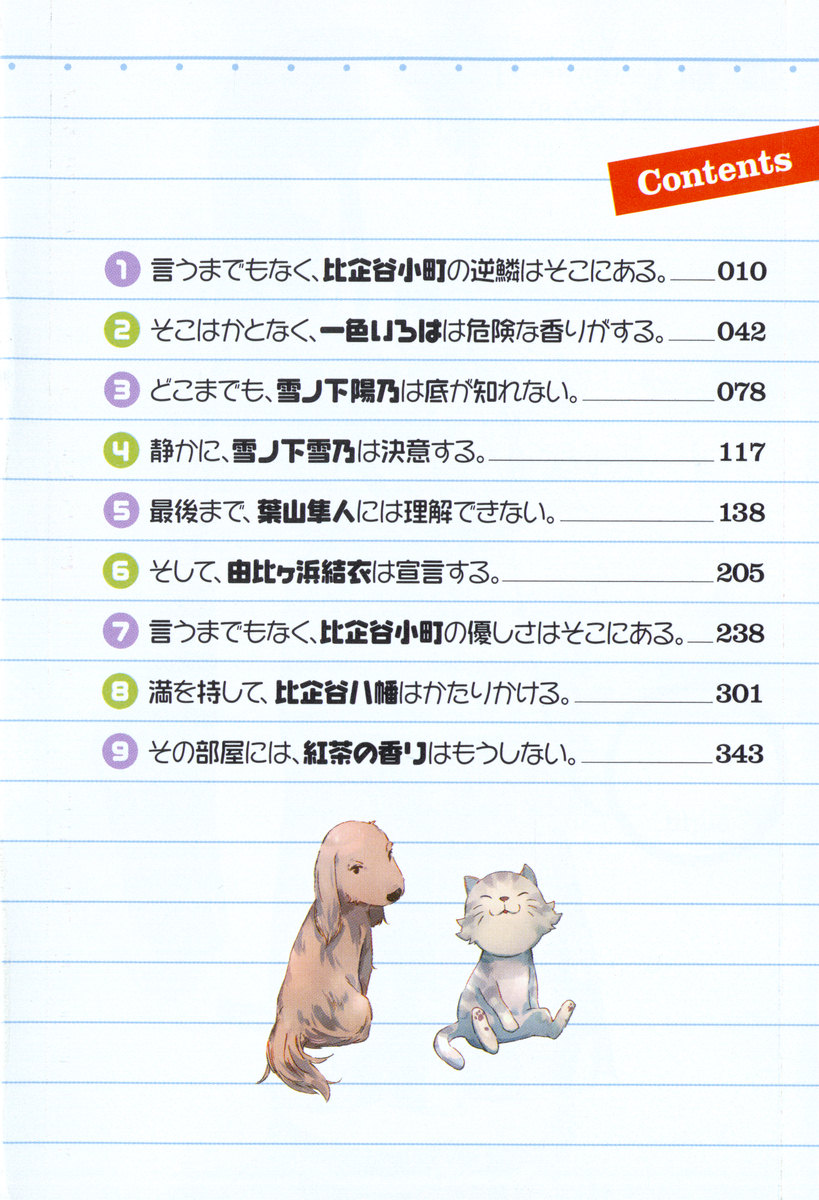 Contents
1 言うまでもなく、比企谷小町の逆鱗はそこにある。 010
2 そこはかとなく、一色いろはは危険な香りがする。 042
3 どこまでも、雪ノ下陽乃は底が知れない。 078
4 静かに、雪ノ下雪乃は決意する。 117
5 最後まで、葉山隼人には理解できない。 138
6 そして、由比ヶ浜結衣は宣言する。 205
7 言うまでもなく、比企谷小町の優しさはそこにある。 238
8 満を持して、比企谷八幡はかたりかける。 301
9 その部屋には、紅茶の香りはもうしない。 343